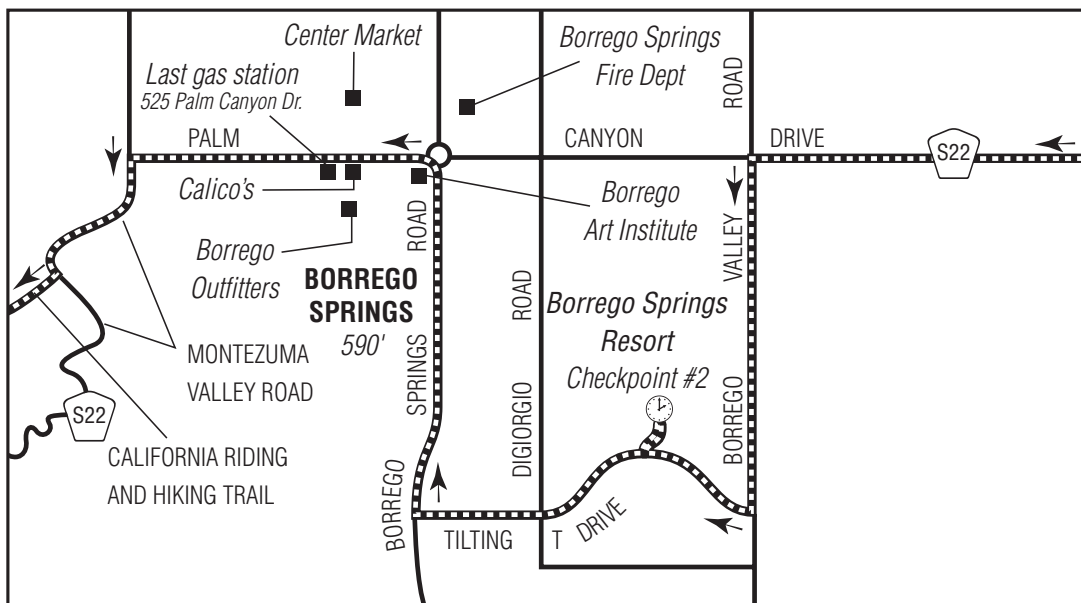 Center Market
Borrego Springs
Fire Dept
Last gas station
525 Palm Canyon Dr.
ROAD
PALM
CANYON
DRIVE
S22
Calico's
Borrego
Art Institute
ROAD
VALLEY
Borrego
Outfitters
BORREGO
SPRINGS
590'
ROAD
Borrego Springs
Resort
Checkpoint #2
SPRINGS
MONTEZUMA
VALLEY ROAD
S22
DIGIORGIO
BORREGO
CALIFORNIA RIDING
AND HIKING TRAIL
BORREGO
TILTING
T
DRIVE